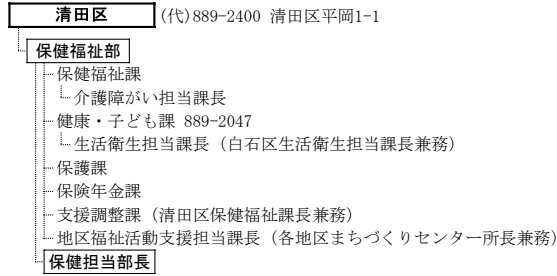 清田区 (代)889-2400 清田区平岡1-1
保健福祉部
保健福祉課
介護障がい担当課長
健康・子ども課 889-2047
生活衛生担当課長（白石区生活衛生担当課長兼務）
保護課
保険年金課
支援調整課（清田区保健福祉課長兼務）
地区福祉活動支援担当課長（各地区まちづくりセンター所長兼務）
保健担当部長